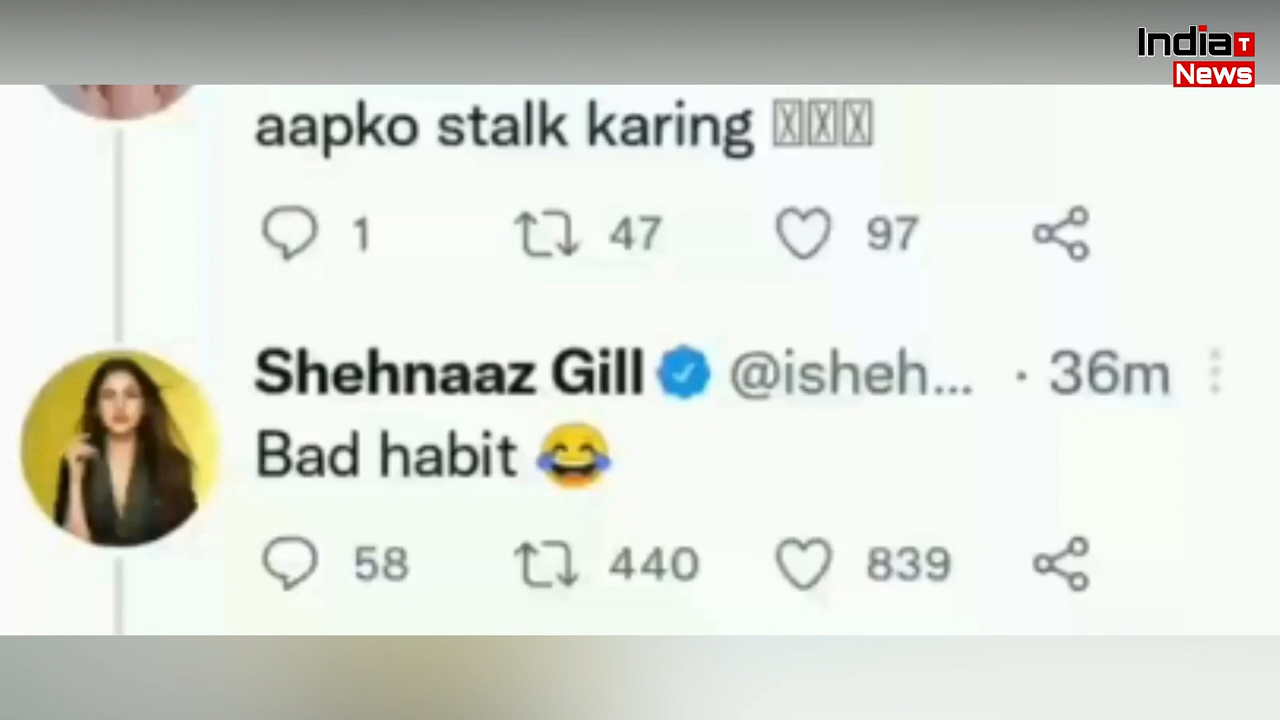 India T
News
aapko stalk karing
1 47 97
Shehnaaz Gill @isheh... · 36m
Bad habit 😂
58 440 839